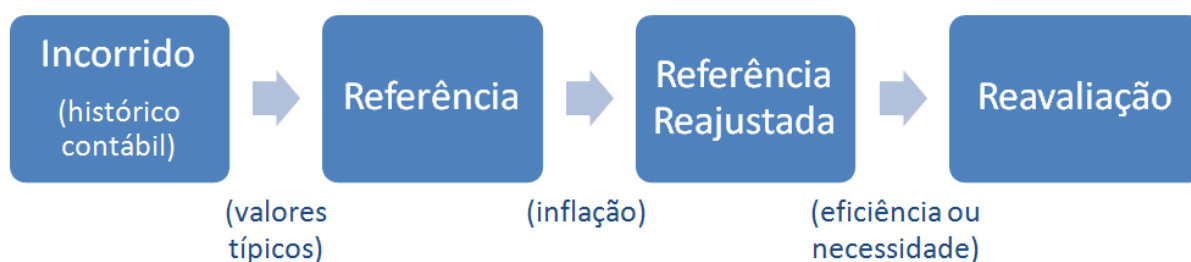 Incorrido
(histórico
contábil)
Referência
Referência
Reajustada
Reavaliação
(valores
típicos)
(inflação)
(eficiência ou
necessidade)